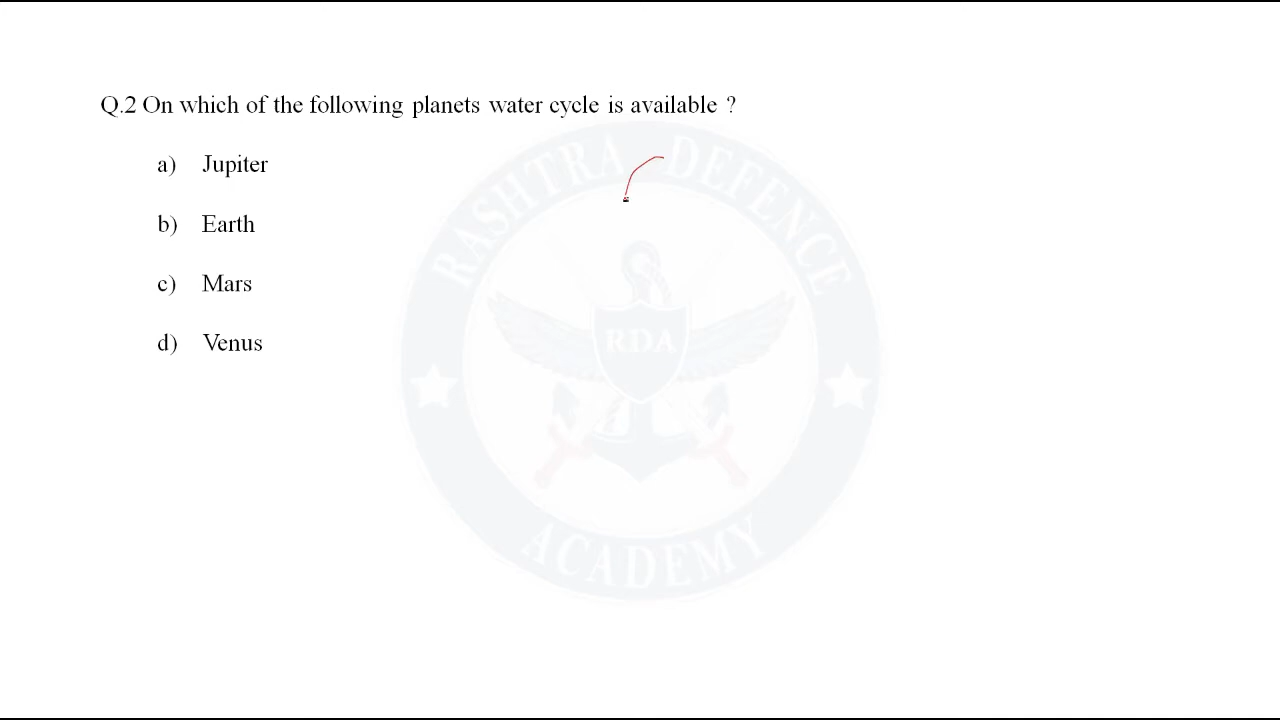 Q.2 On which of the following planets water cycle is available ?
a) Jupiter
b) Earth
c) Mars
d) Venus
RASHTRA DEFENCE
RDA
ACADEMY